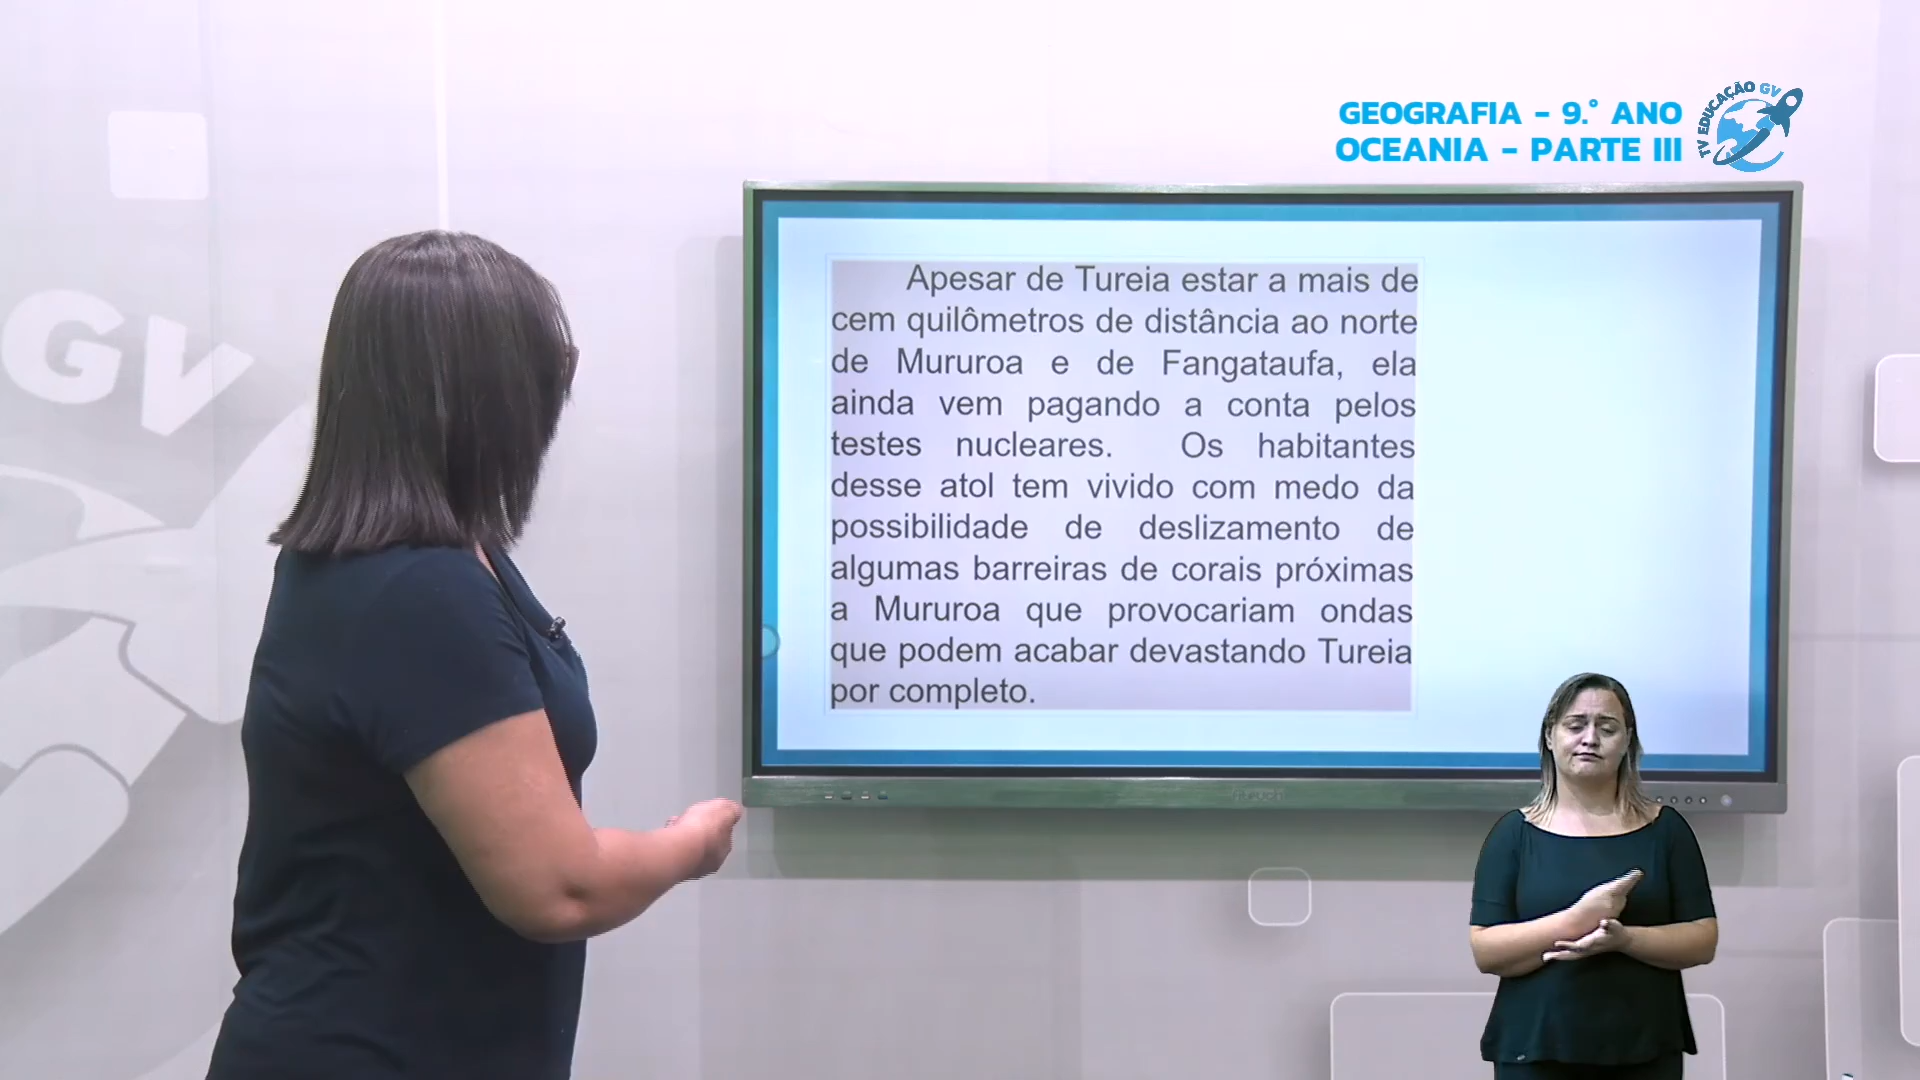 GEOGRAFIA - 9.° ANO
OCEANIA - PARTE III
TV EDUCAÇÃO GV
GV
Apesar de Tureia estar a mais de
cem quilômetros de distância ao norte
de Mururoa e de Fangataufa, ela
ainda vem pagando a conta pelos
testes nucleares. Os habitantes
desse atol tem vivido com medo da
possibilidade de deslizamento de
algumas barreiras de corais próximas
a Mururoa que provocariam ondas
que podem acabar devastando Tureia
por completo.